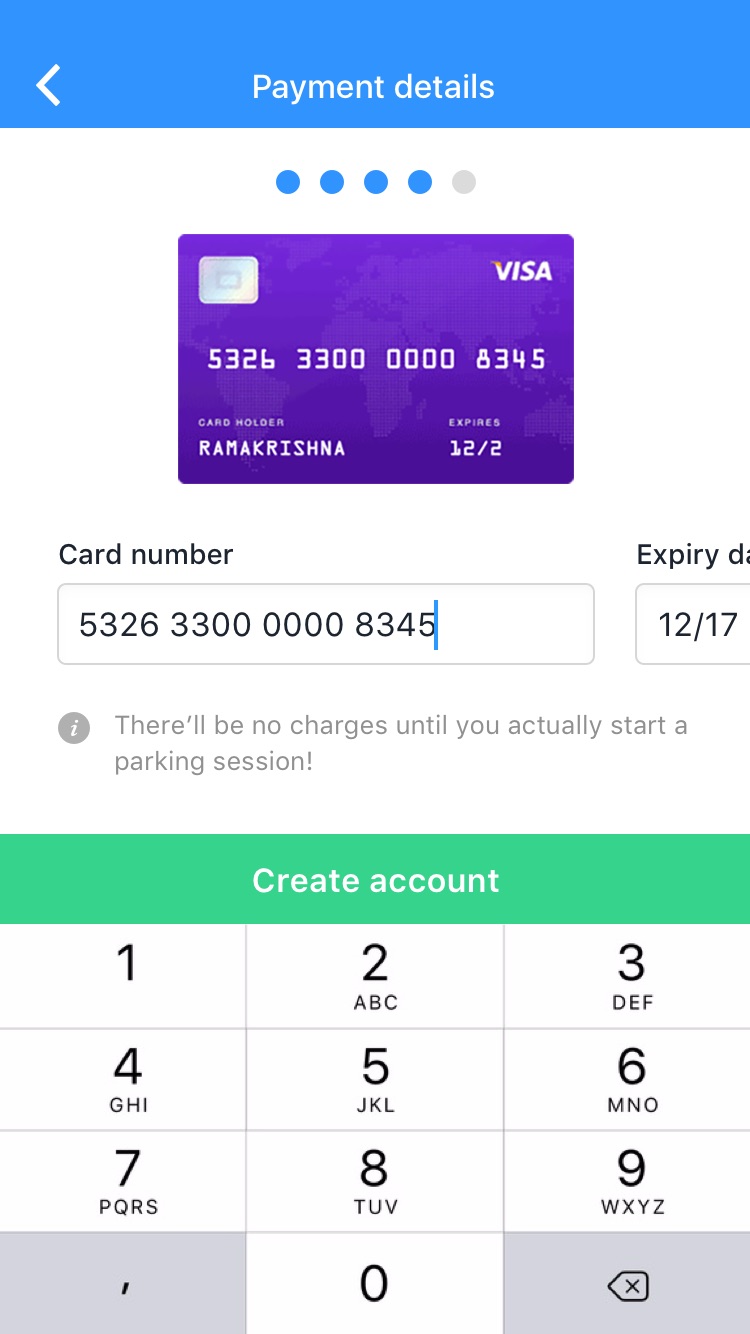 Payment details
VISA
5326 3300 0000 8345
CARD HOLDER
EXPIRES
RAMAKRISHNA
12/2
Card number
Expiry da
5326 3300 0000 8345
12/17
i
There’ll be no charges until you actually start a
parking session!
Create account
1
2
3
ABC
DEF
4
5
6
GHI
JKL
MNO
7
8
9
PQRS
TUV
WXYZ
,
0